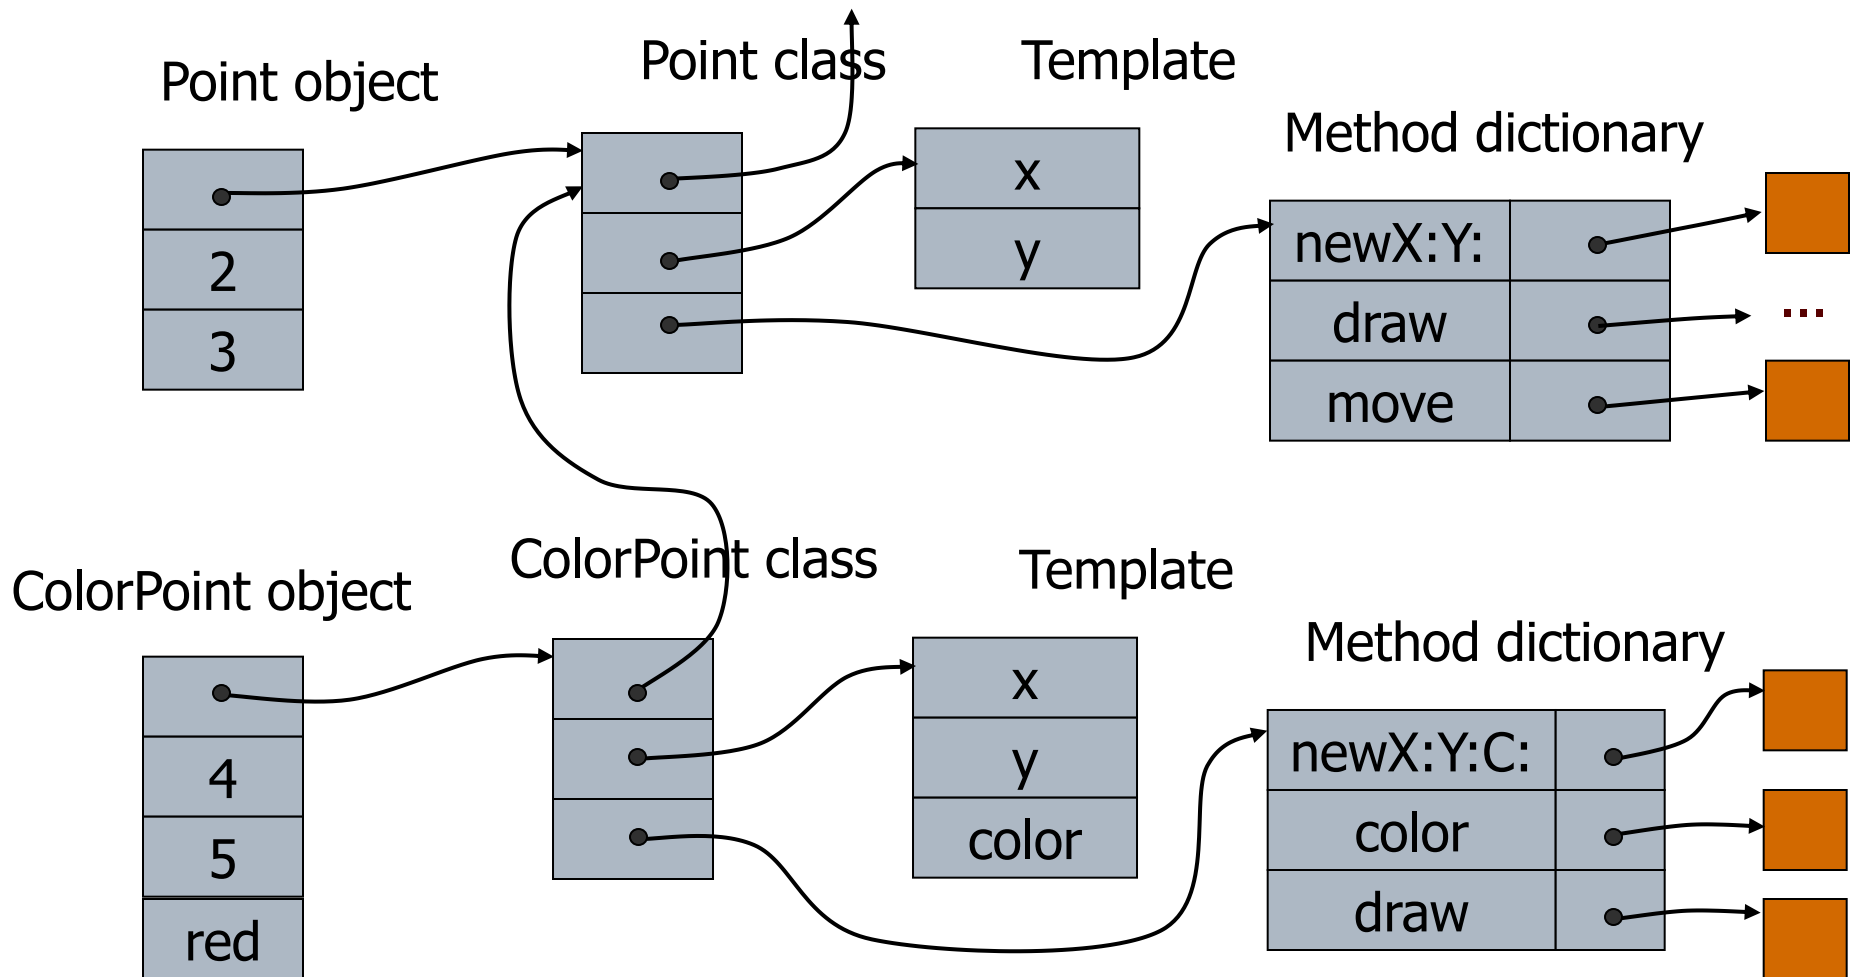 Point object
Point class
Template
Method dictionary
2
3
x
y
newX:Y:
draw
move
...
ColorPoint object
ColorPoint class
Template
Method dictionary
4
5
red
x
y
color
newX:Y:C:
color
draw